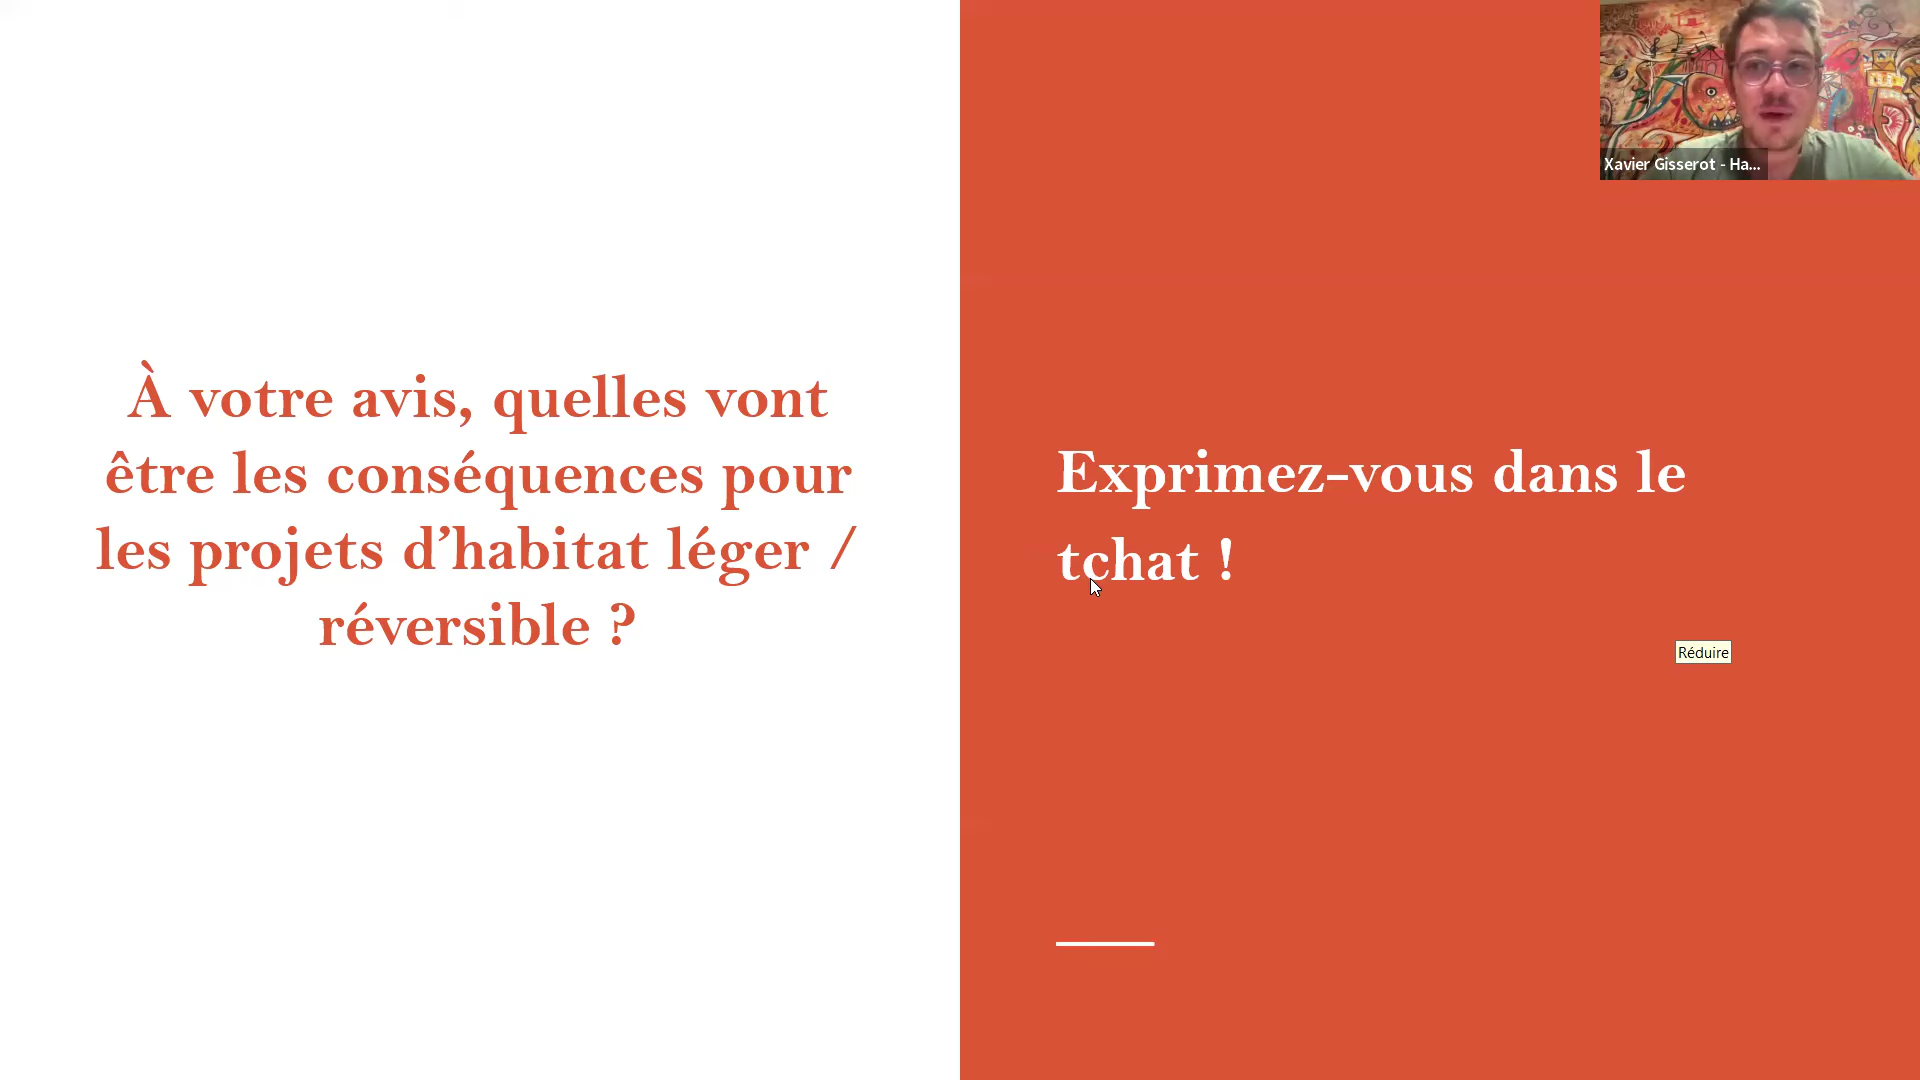 À votre avis, quelles vont
être les conséquences pour
les projets d’habitat léger /
réversible ?
Exprimez-vous dans le
tchat !
Xavier Gisserot - Ha...
Réduire